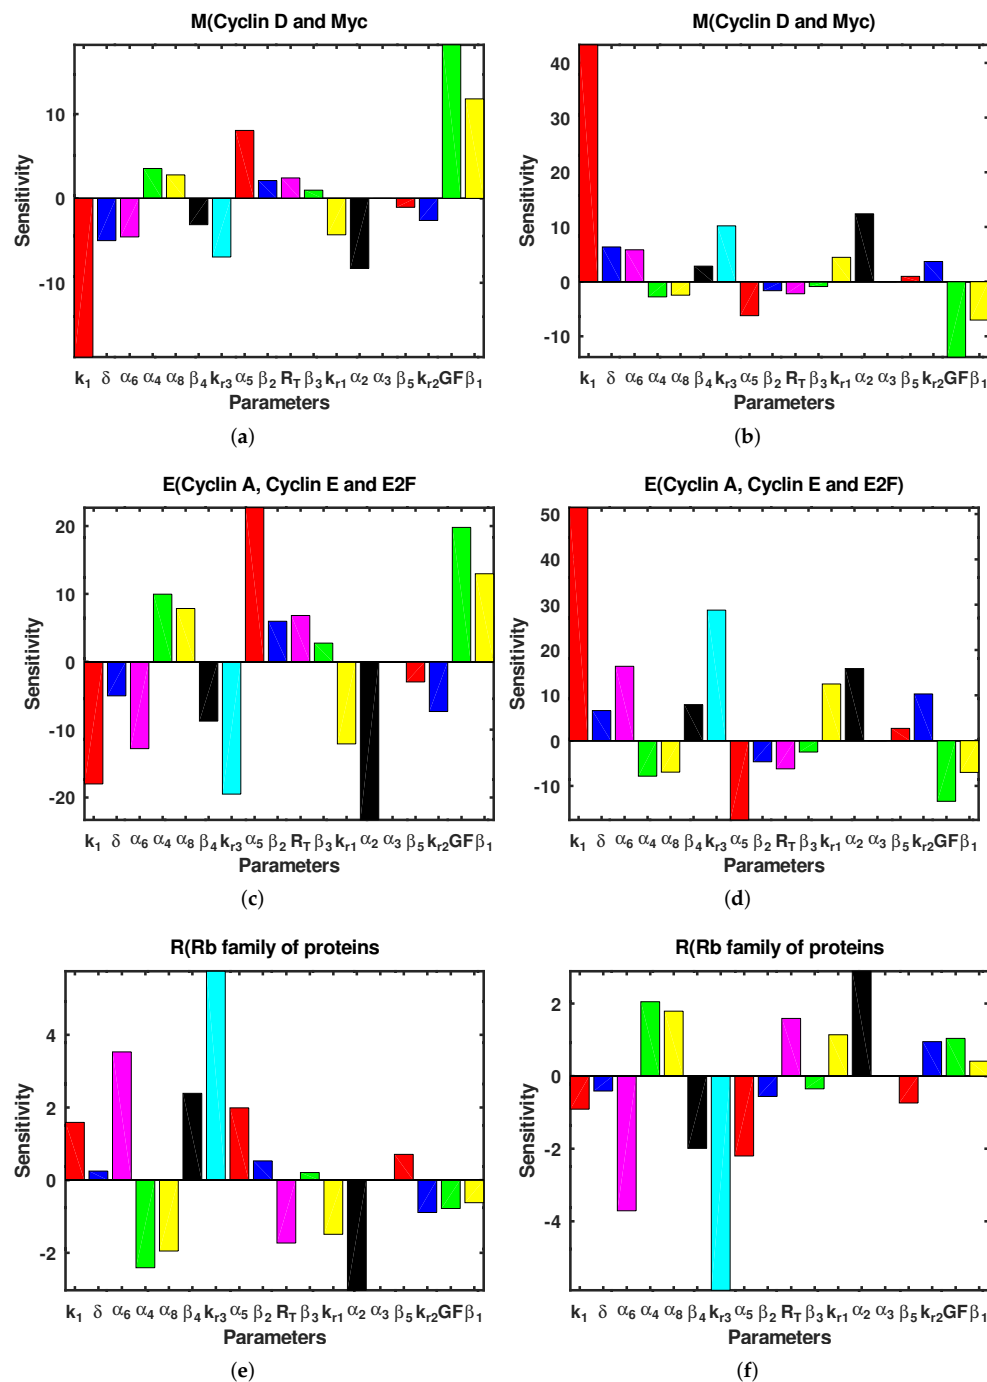 M(Cyclin D and Myc
10
0
-10
Sensitivity
k1 δ α6 α4 α8 β4 kr3 α5 β2 RT β3 kr1 α2 α3 β5 kr2 GF β1
Parameters
(a)
M(Cyclin D and Myc)
40
30
20
10
0
-10
Sensitivity
k1 δ α6 α4 α8 β4 kr3 α5 β2 RT β3 kr1 α2 α3 β5 kr2 GF β1
Parameters
(b)
E(Cyclin A, Cyclin E and E2F
20
10
0
-10
-20
Sensitivity
k1 δ α6 α4 α8 β4 kr3 α5 β2 RT β3 kr1 α2 α3 β5 kr2 GF β1
Parameters
(c)
E(Cyclin A, Cyclin E and E2F)
50
40
30
20
10
0
-10
Sensitivity
k1 δ α6 α4 α8 β4 kr3 α5 β2 RT β3 kr1 α2 α3 β5 kr2 GF β1
Parameters
(d)
R(Rb family of proteins
4
2
0
-2
Sensitivity
k1 δ α6 α4 α8 β4 kr3 α5 β2 RT β3 kr1 α2 α3 β5 kr2 GF β1
Parameters
(e)
R(Rb family of proteins
2
0
-2
-4
Sensitivity
k1 δ α6 α4 α8 β4 kr3 α5 β2 RT β3 kr1 α2 α3 β5 kr2 GF β1
Parameters
(f)